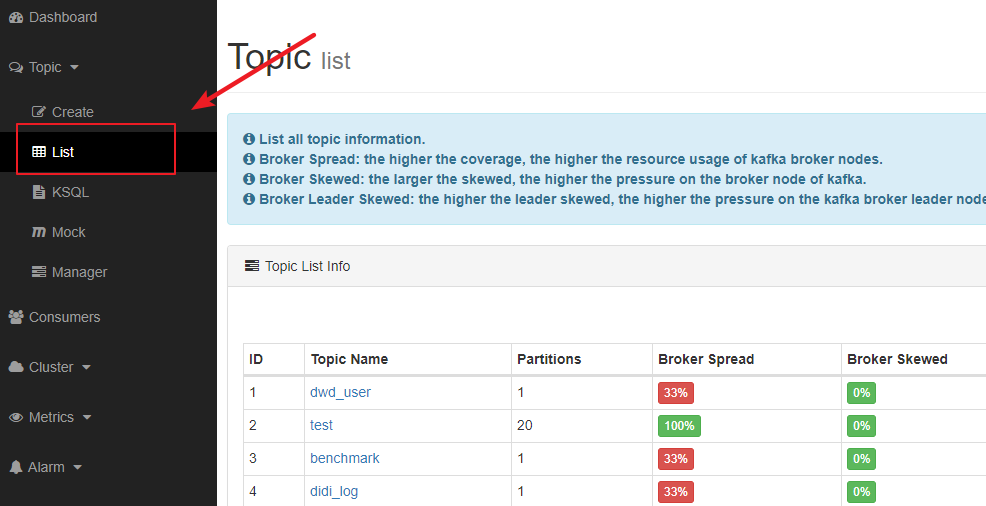 Dashboard
Topic
Create
List
KSQL
Mock
Manager
Consumers
Cluster
Metrics
Alarm
Topic list
List all topic information.
Broker Spread: the higher the coverage, the higher the resource usage of kafka broker nodes.
Broker Skewed: the larger the skewed, the higher the pressure on the broker node of kafka.
Broker Leader Skewed: the higher the leader skewed, the higher the pressure on the kafka broker leader node
Topic List Info
ID Topic Name Partitions Broker Spread Broker Skewed
1 dwd_user 1 33% 0%
2 test 20 100% 0%
3 benchmark 1 33% 0%
4 didi_log 1 33% 0%